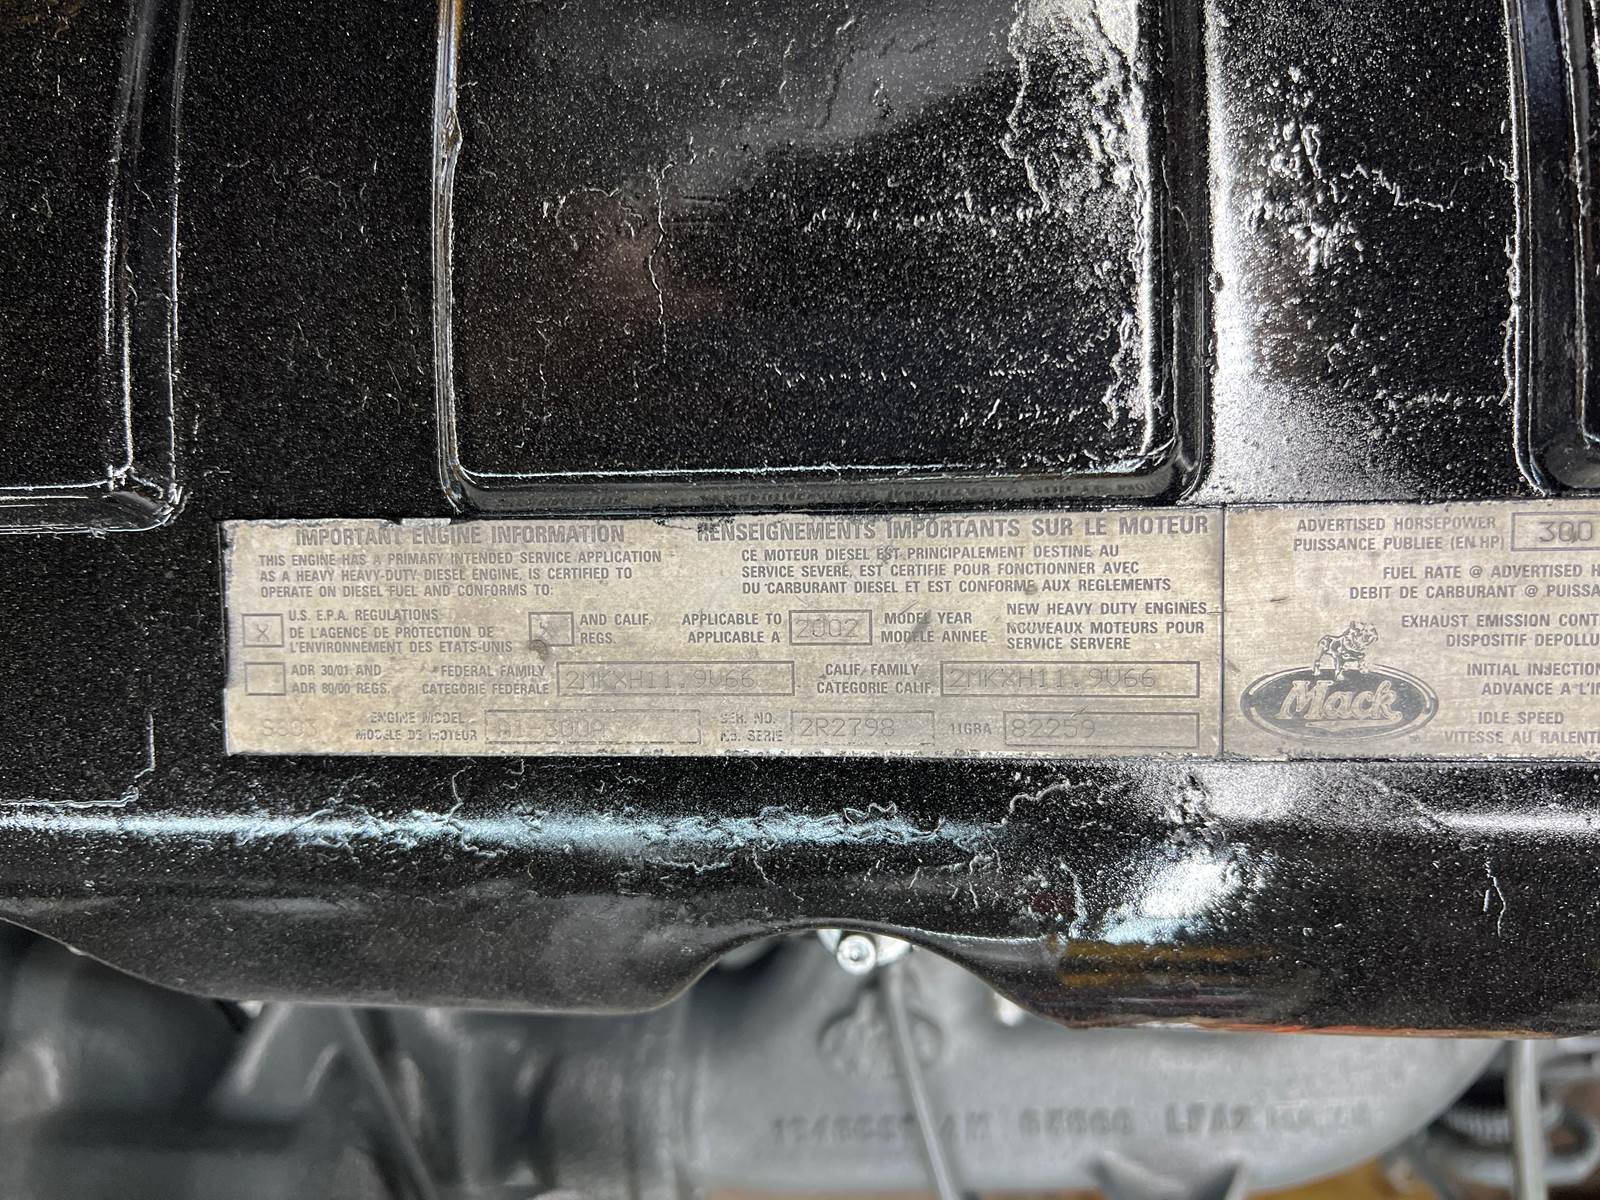 IMPORTANT ENGINE INFORMATION
THIS ENGINE HAS A PRIMARY INTENDED SERVICE APPLICATION
AS A HEAVY HEAVY-DUTY DIESEL ENGINE, IS CERTIFIED TO
OPERATE ON DIESEL FUEL AND CONFORMS TO:
RENSEIGNEMENTS IMPORTANTS SUR LE MOTEUR
CE MOTEUR DIESEL EST PRINCIPALEMENT DESTINE AU
SERVICE SEVERE, EST CERTIFIE POUR FONCTIONNER AVEC
DU CARBURANT DIESEL ET EST CONFORME AUX REGLEMENTS
X U.S. E.P.A. REGULATIONS
DE L'AGENCE DE PROTECTION DE
L'ENVIRONNEMENT DES ETATS-UNIS
X AND CALIF.
REGS.
APPLICABLE TO
APPLICABLE A
2002
MODEL YEAR
MODELE ANNEE
NEW HEAVY DUTY ENGINES
NOUVEAUX MOTEURS POUR
SERVICE SERVERE
ADR 30/01 AND
ADR 80/00 REGS.
FEDERAL FAMILY
CATEGORIE FEDERALE
2MKXH11.9V66
CALIF. FAMILY
CATEGORIE CALIF.
2MKXH11.9V66
ENGINE MODEL
MODELE DE MOTEUR
SER. NO.
NO. SERIE
2R2798
11GBA
82259
ADVERTISED HORSEPOWER
PUISSANCE PUBLIEE (EN HP)
300
FUEL RATE @ ADVERTISED
DEBIT DE CARBURANT @
EXHAUST EMISSION
DISPOSITIF
INITIAL
ADVANCE A
IDLE SPEED
VITESSE AU
Mack